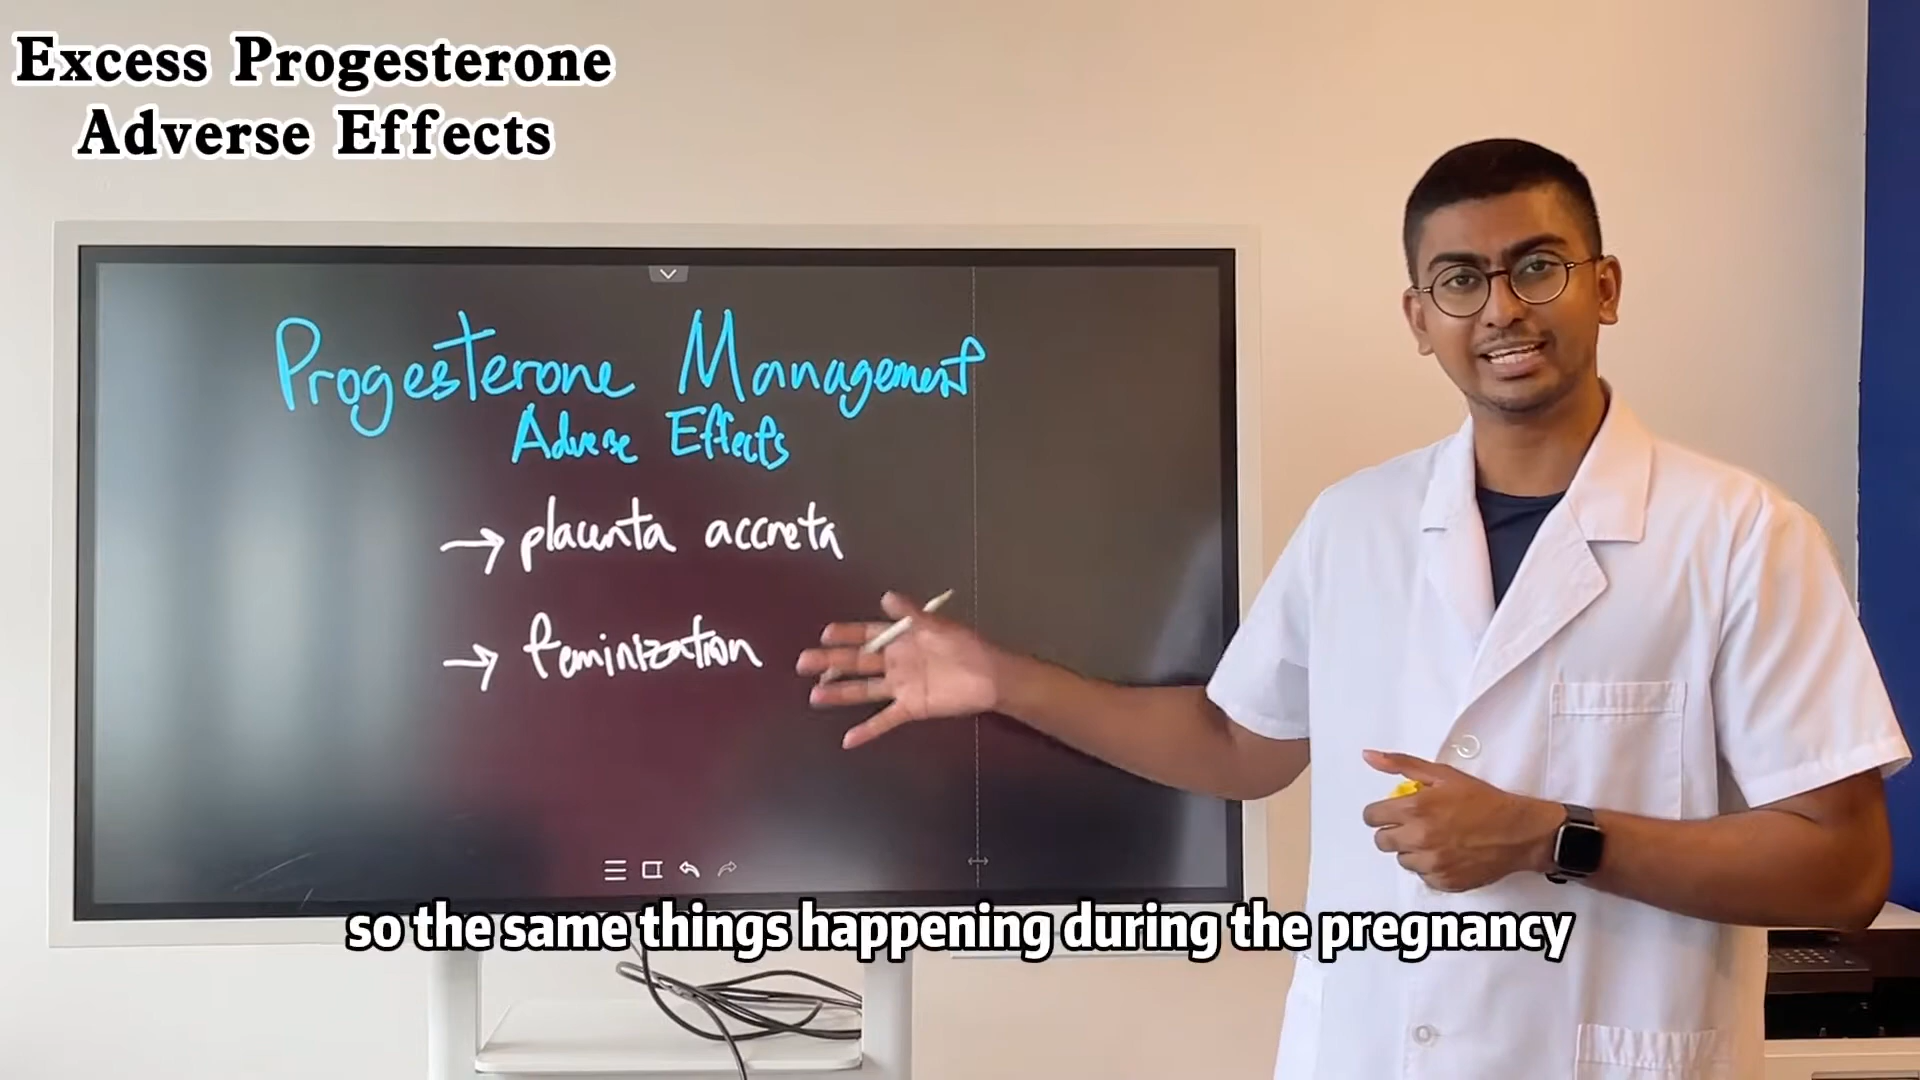 Excess Progesterone
Adverse Effects
Progesterone Management
Adverse Effects
→ placenta accreta
→ feminization
so the same things happening during the pregnancy